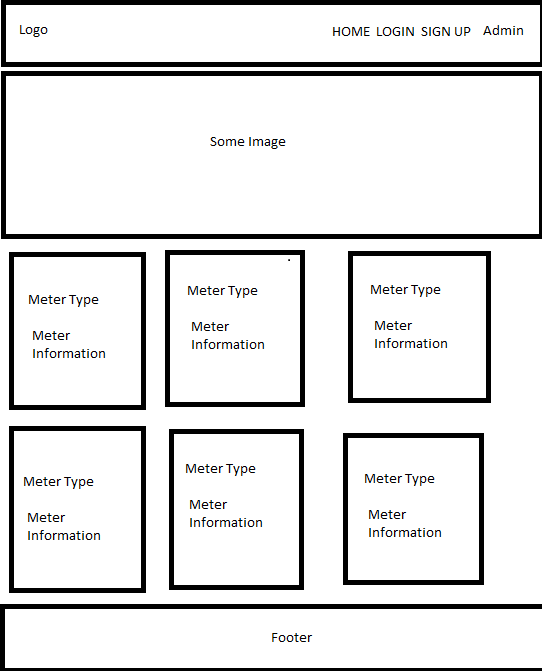 Logo
HOME LOGIN SIGN UP Admin
Some Image
Meter Type
Meter
Information
Meter Type
Meter
Information
Meter Type
Meter
Information
Meter Type
Meter
Information
Meter Type
Meter
Information
Meter Type
Meter
Information
Footer